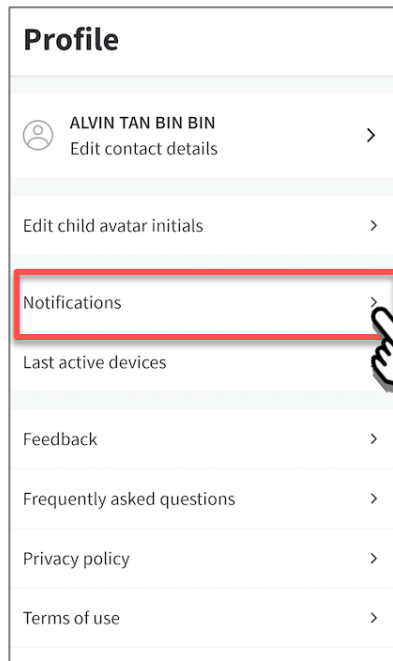 Profile
ALVIN TAN BIN BIN
Edit contact details
Edit child avatar initials
Notifications
Last active devices
Feedback
Frequently asked questions
Privacy policy
Terms of use